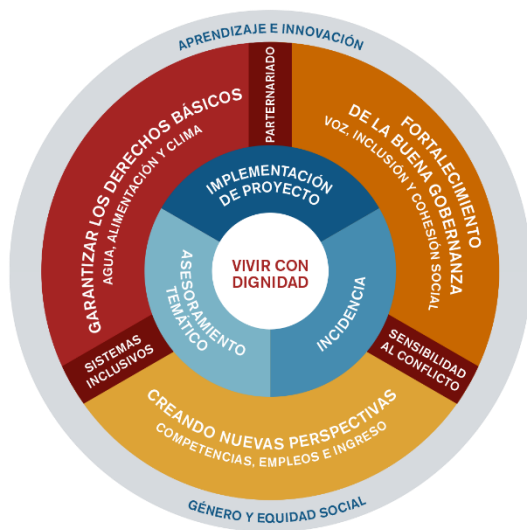 APRENDIZAJE E INNOVACIÓN
PARTERNARIADO
GARANTIZAR LOS DERECHOS BÁSICOS
AGUA, ALIMENTACIÓN Y CLIMA
FORTALECIMIENTO
DE LA BUENA GOBERNANZA
VOZ, INCLUSIÓN Y COHESIÓN SOCIAL
IMPLEMENTACIÓN
DE PROYECTO
ASESORAMIENTO
TEMÁTICO
VIVIR CON
DIGNIDAD
INCIDENCIA
SISTEMAS
INCLUSIVOS
SENSIBILIDAD
AL CONFLICTO
CREANDO NUEVAS PERSPECTIVAS
COMPETENCIAS, EMPLEOS E INGRESO
GÉNERO Y EQUIDAD SOCIAL